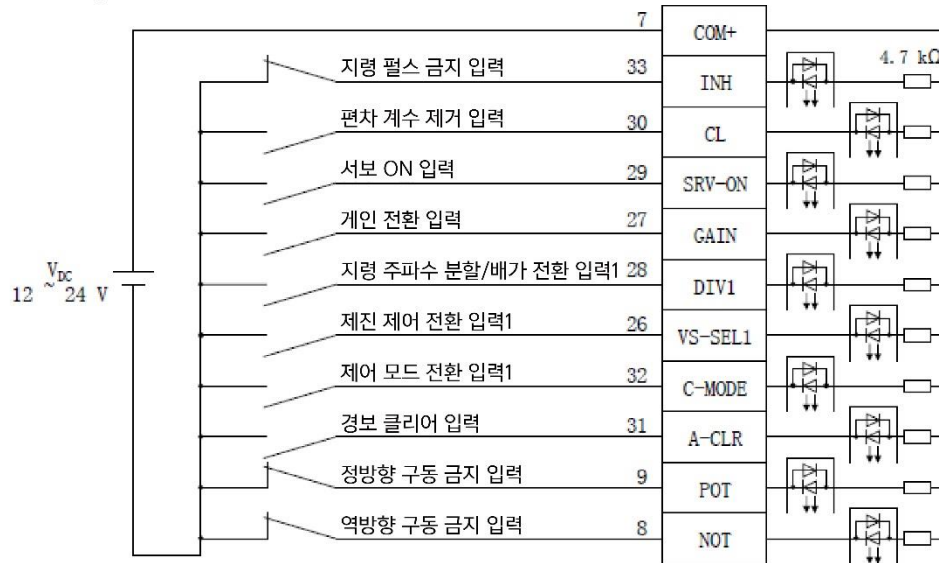 7 COM+
지령 펄스 금지 입력 33 INH 4.7 kΩ
편차 계수 제거 입력 30 CL
서보 ON 입력 29 SRV-ON
게인 전환 입력 27 GAIN
지령 주파수 분할/배가 전환 입력1 28 DIV1
V_DC
12 ~ 24 V
제진 제어 전환 입력1 26 VS-SEL1
제어 모드 전환 입력1 32 C-MODE
경보 클리어 입력 31 A-CLR
정방향 구동 금지 입력 9 POT
역방향 구동 금지 입력 8 NOT